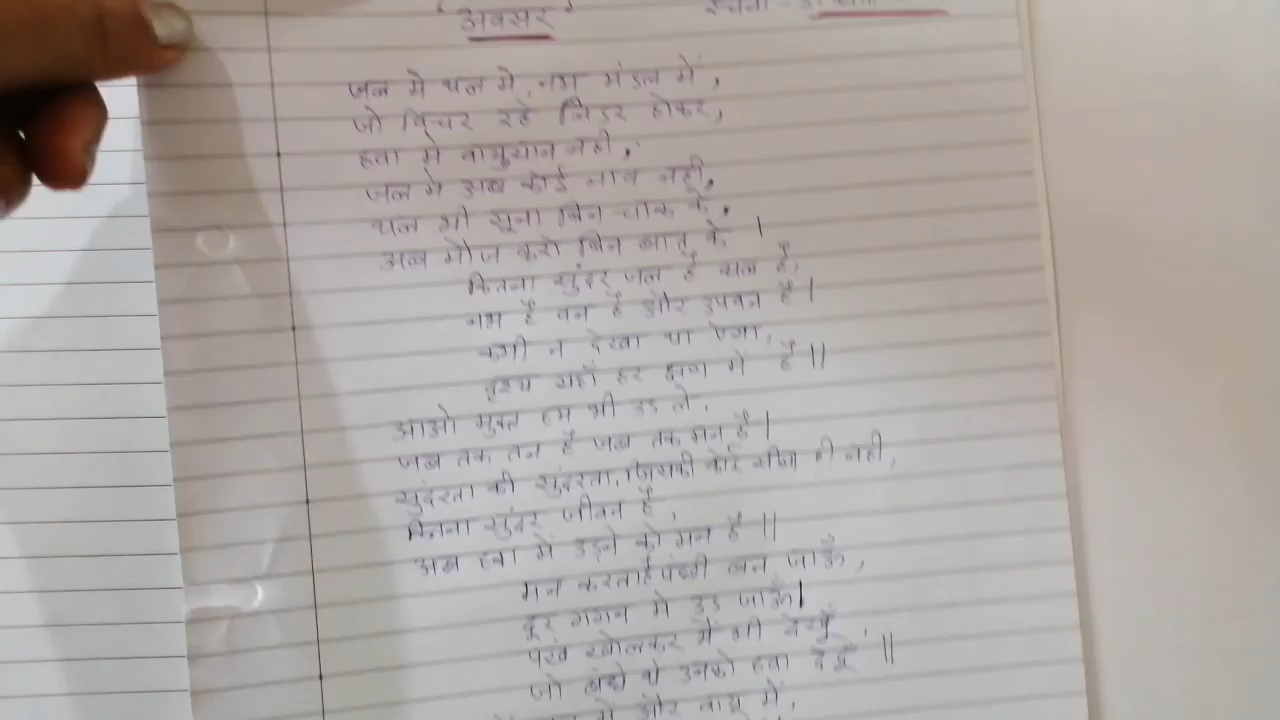 'अवसर' रचना -
जल मे थल मे, नभ मंडल में,
जो विचर रहे निडर होकर,
हवा मे वायुयान नही,
जल मे अब कोई नाव नही,
थल भी सूना बिन चाक के,
अब मौज करो बिन बात के।
कितना सुंदर जल है थल है,
नभ है वन है और उपवन है।
कभी न देखा था ऐसा,
दृश्य यहाँ हर क्षण में है॥
आओ मुक्त हम भी उड ले,
जब तक तन है जब तक मन है।
सुंदरता की सुंदरता, जिसकी कोई सीमा ही नही,
कितना सुंदर जीवन है,
अब हवा में उड़ने को मन है॥
मन करता है पंछी बन जाऊँ,
दूर गगन मे उड जाऊँ।
पंख खोलकर मैं भी देखूँ,
जो बंधे थे उनको हवा दे दूँ॥
मे और वायु में,